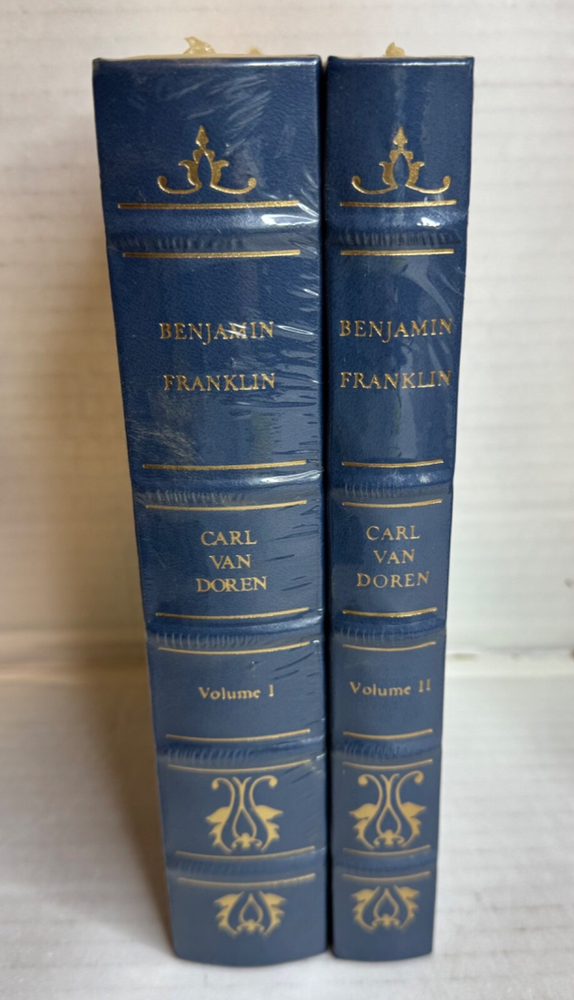 BENJAMIN
FRANKLIN
CARL
VAN
DOREN
Volume I
BENJAMIN
FRANKLIN
CARL
VAN
DOREN
Volume II